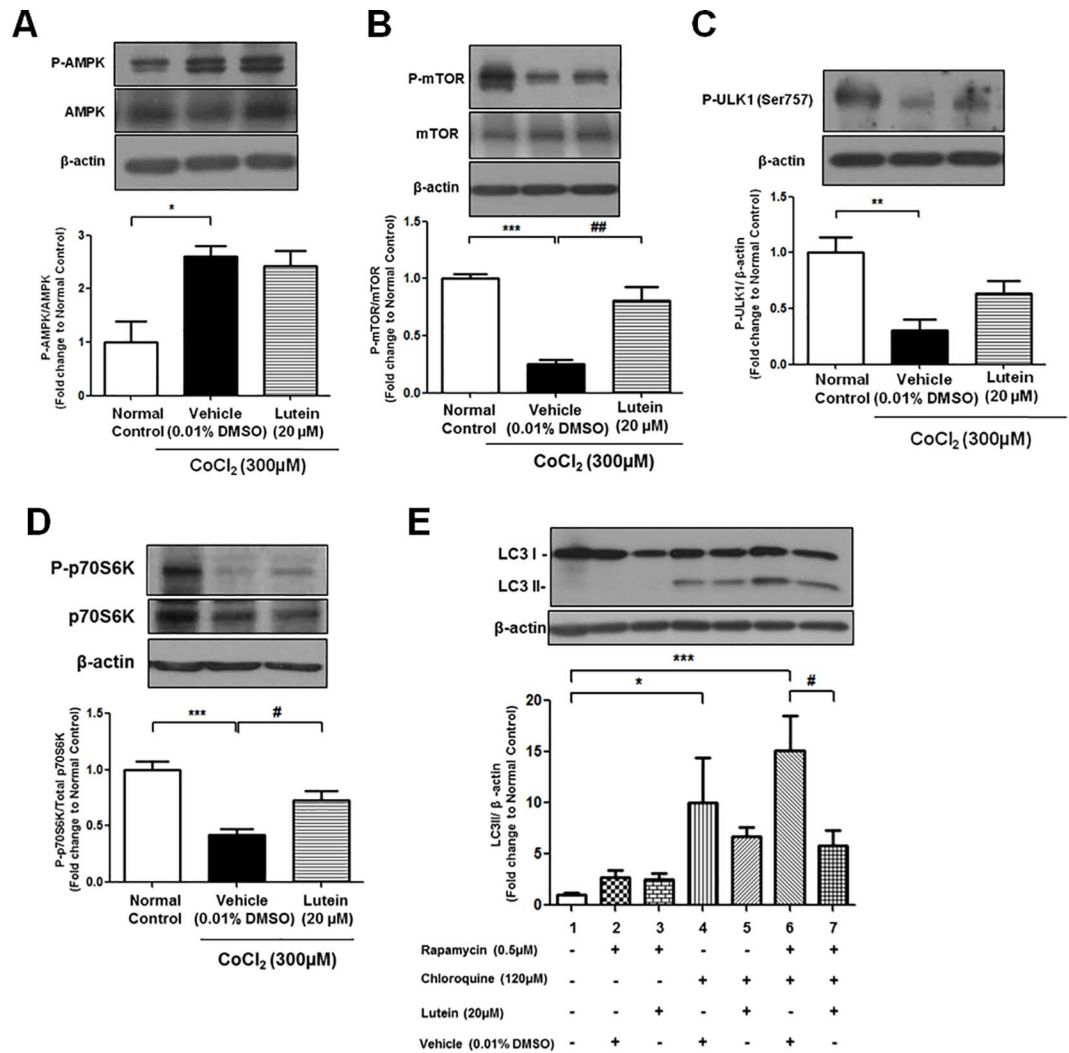 A
P-AMPK
AMPK
β-actin
*
P-AMPK/AMPK
(Fold change to Normal Control)
3
2
1
0
Normal Vehicle Lutein
Control (0.01% DMSO) (20 µM)
CoCl₂ (300µM)
B
P-mTOR
mTOR
β-actin
*** ##
P-mTOR/mTOR
(Fold change to Normal Control)
1.5
1.0
0.5
0.0
Normal Vehicle Lutein
Control (0.01% DMSO) (20 µM)
CoCl₂ (300µM)
C
P-ULK1 (Ser757)
β-actin
**
P-ULK1/ β-actin
(Fold change to Normal Control)
1.5
1.0
0.5
0.0
Normal Vehicle Lutein
Control (0.01% DMSO) (20 µM)
CoCl₂ (300µM)
D
P-p70S6K
p70S6K
β-actin
*** #
P-p70S6K/Total p70S6K
(Fold change to Normal Control)
1.5
1.0
0.5
0.0
Normal Vehicle Lutein
Control (0.01% DMSO) (20 µM)
CoCl₂ (300µM)
E
LC3 I -
LC3 II-
β-actin
***
* #
LC3II/ β -actin
(Fold change to Normal Control)
20
15
10
5
0
1 2 3 4 5 6 7
Rapamycin (0.5µM) - + + - - + +
Chloroquine (120µM) - - - + + + +
Lutein (20µM) - - + - + - +
Vehicle (0.01% DMSO) - + - + - + -